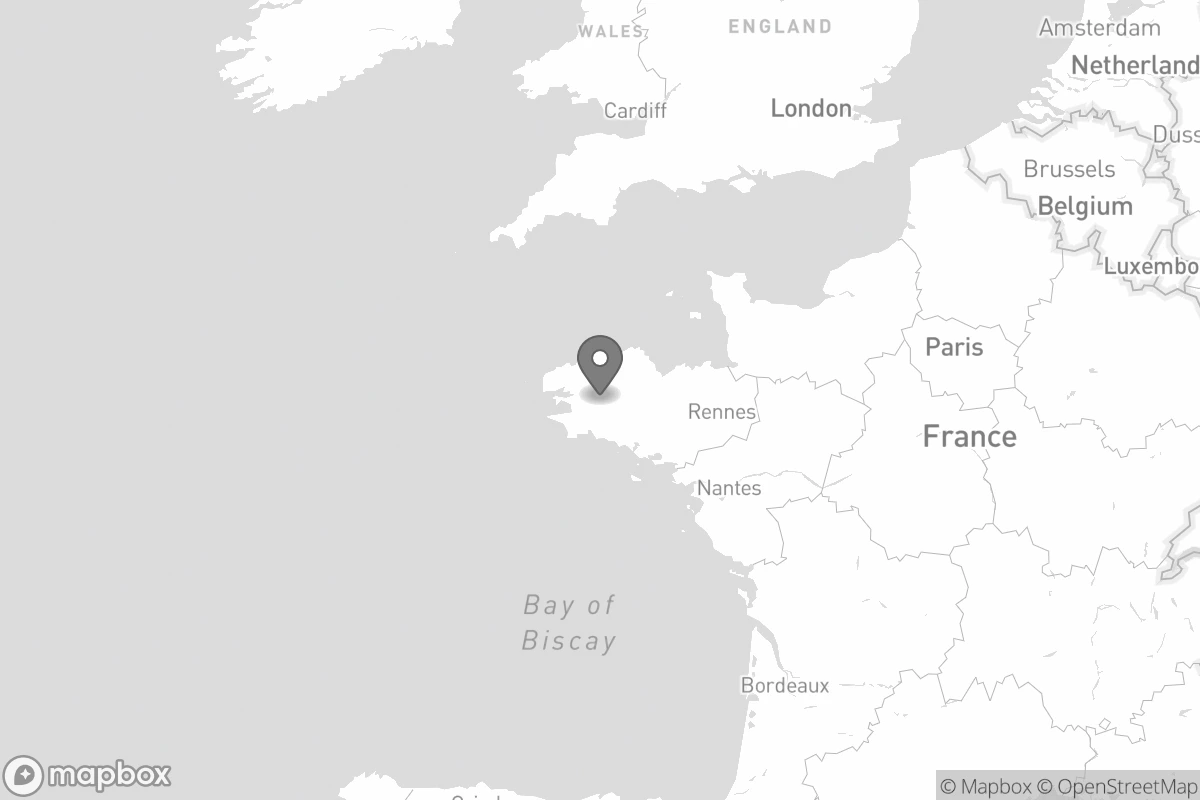 WALES
ENGLAND
Amsterdam
Netherland
Cardiff
London
Duss
Brussels
Belgium
Luxembo
Paris
Rennes
France
Nantes
Bay of
Biscay
Bordeaux
mapbox
© Mapbox © OpenStreetMap